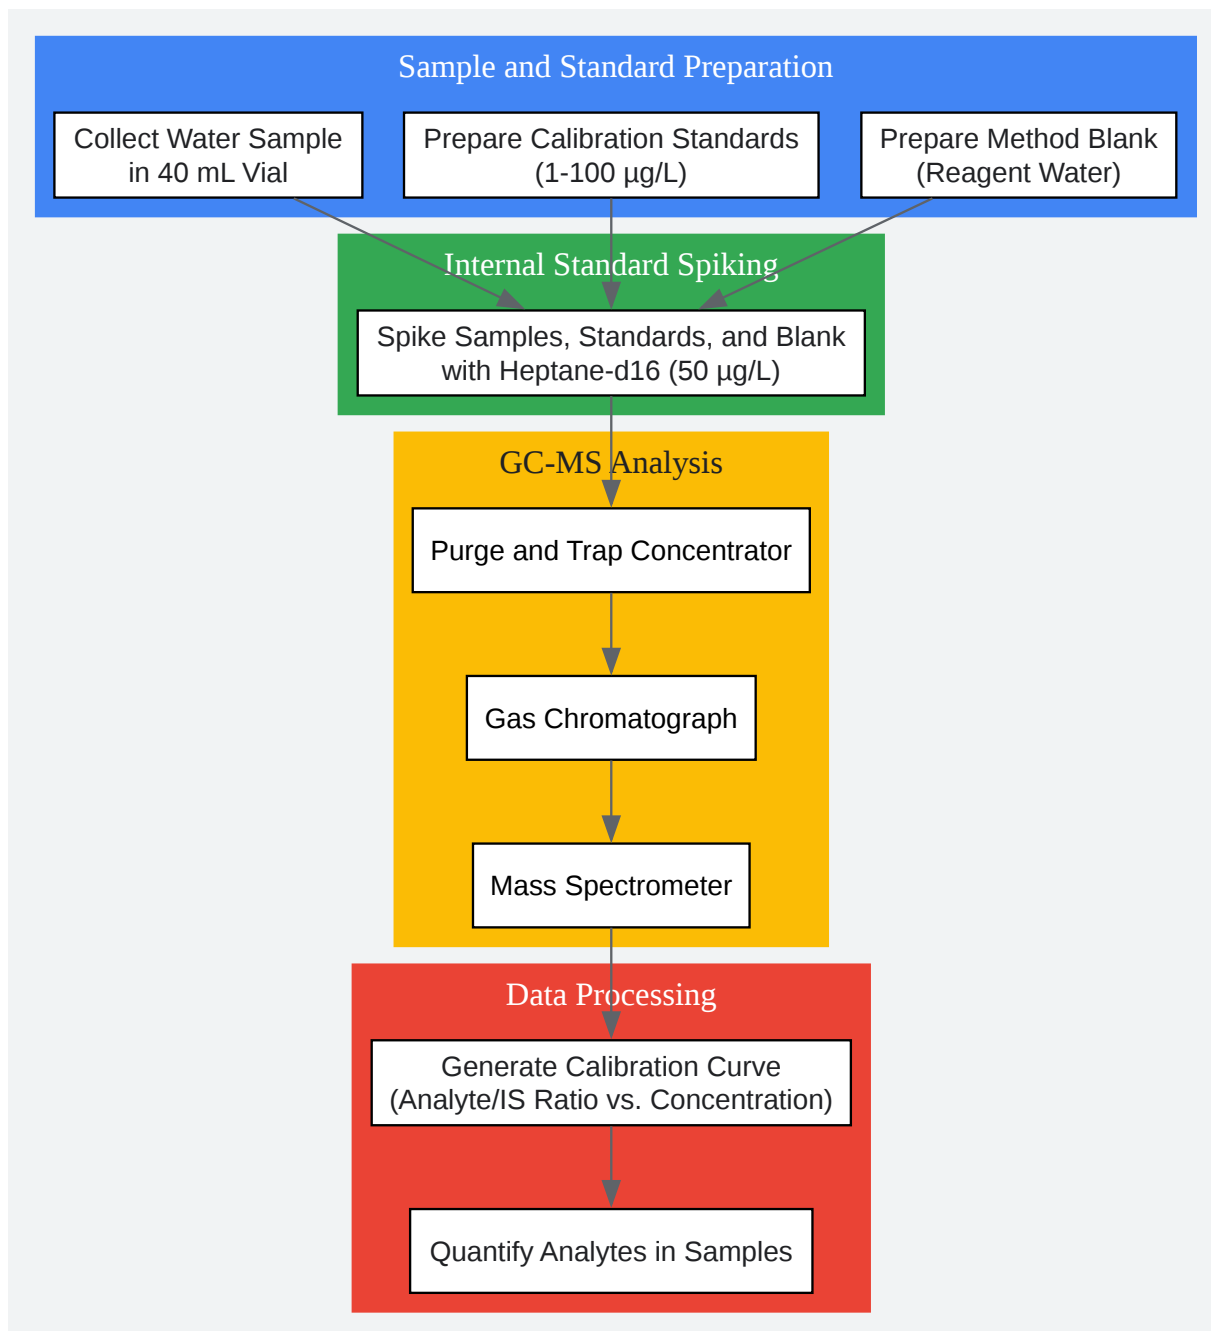 Sample and Standard Preparation
Collect Water Sample
in 40 mL Vial
Prepare Calibration Standards
(1-100 µg/L)
Prepare Method Blank
(Reagent Water)
Internal Standard Spiking
Spike Samples, Standards, and Blank
with Heptane-d16 (50 µg/L)
GC-MS Analysis
Purge and Trap Concentrator
Gas Chromatograph
Mass Spectrometer
Data Processing
Generate Calibration Curve
(Analyte/IS Ratio vs. Concentration)
Quantify Analytes in Samples